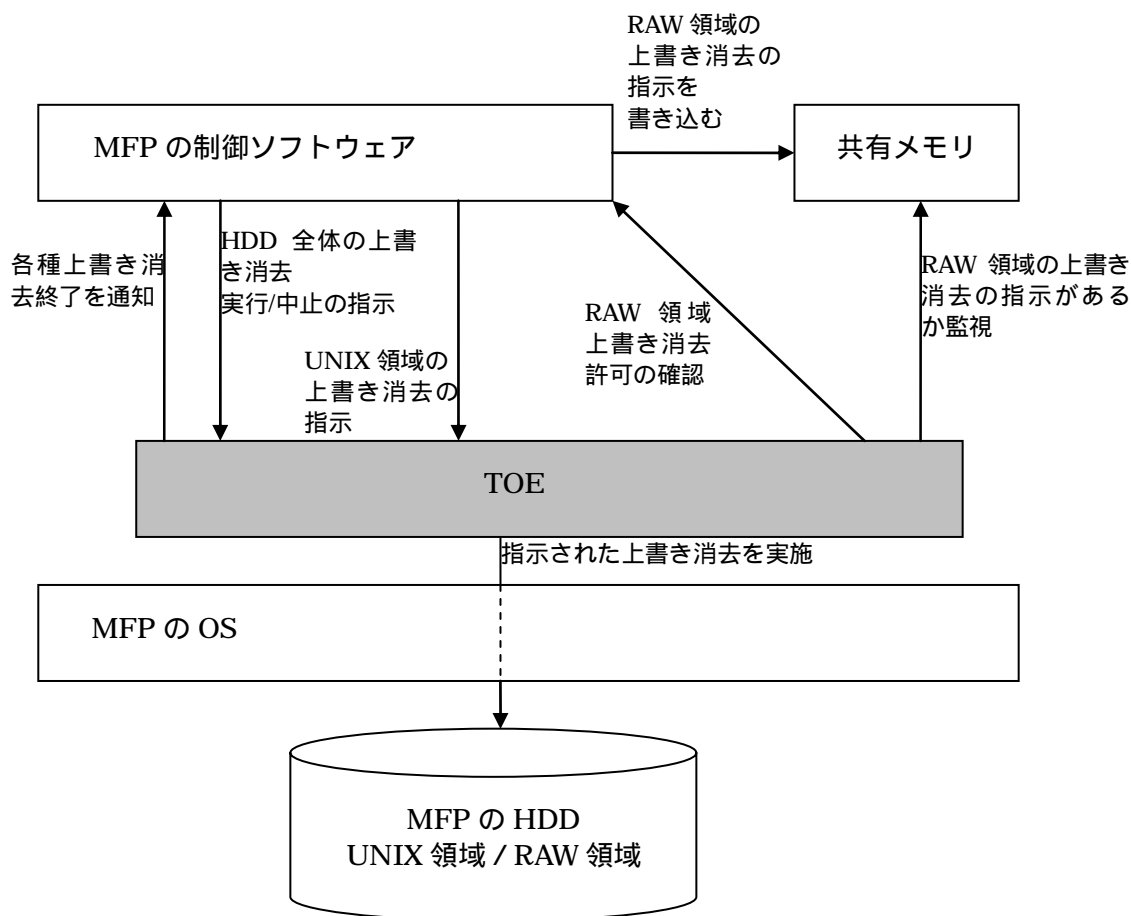 RAW 領域の
上書き消去の
指示を
書き込む
MFP の制御ソフトウェア
共有メモリ
各種上書き消
去終了を通知
HDD 全体の上書
き消去
実行/中止の指示
UNIX 領域の
上書き消去の
指示
RAW 領域
上書き消去
許可の確認
RAW 領域の上書き
消去の指示がある
か監視
TOE
指示された上書き消去を実施
MFP の OS
MFP の HDD
UNIX 領域 / RAW 領域